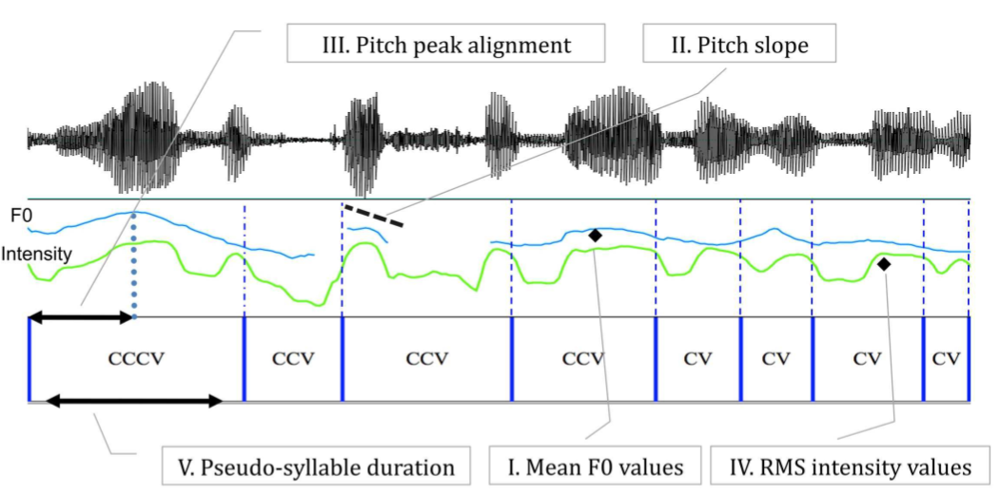 III. Pitch peak alignment
II. Pitch slope
F0
Intensity
CCCV
CCV
CCV
CCV
CV
CV
CV
CV
V. Pseudo-syllable duration
I. Mean F0 values
IV. RMS intensity values